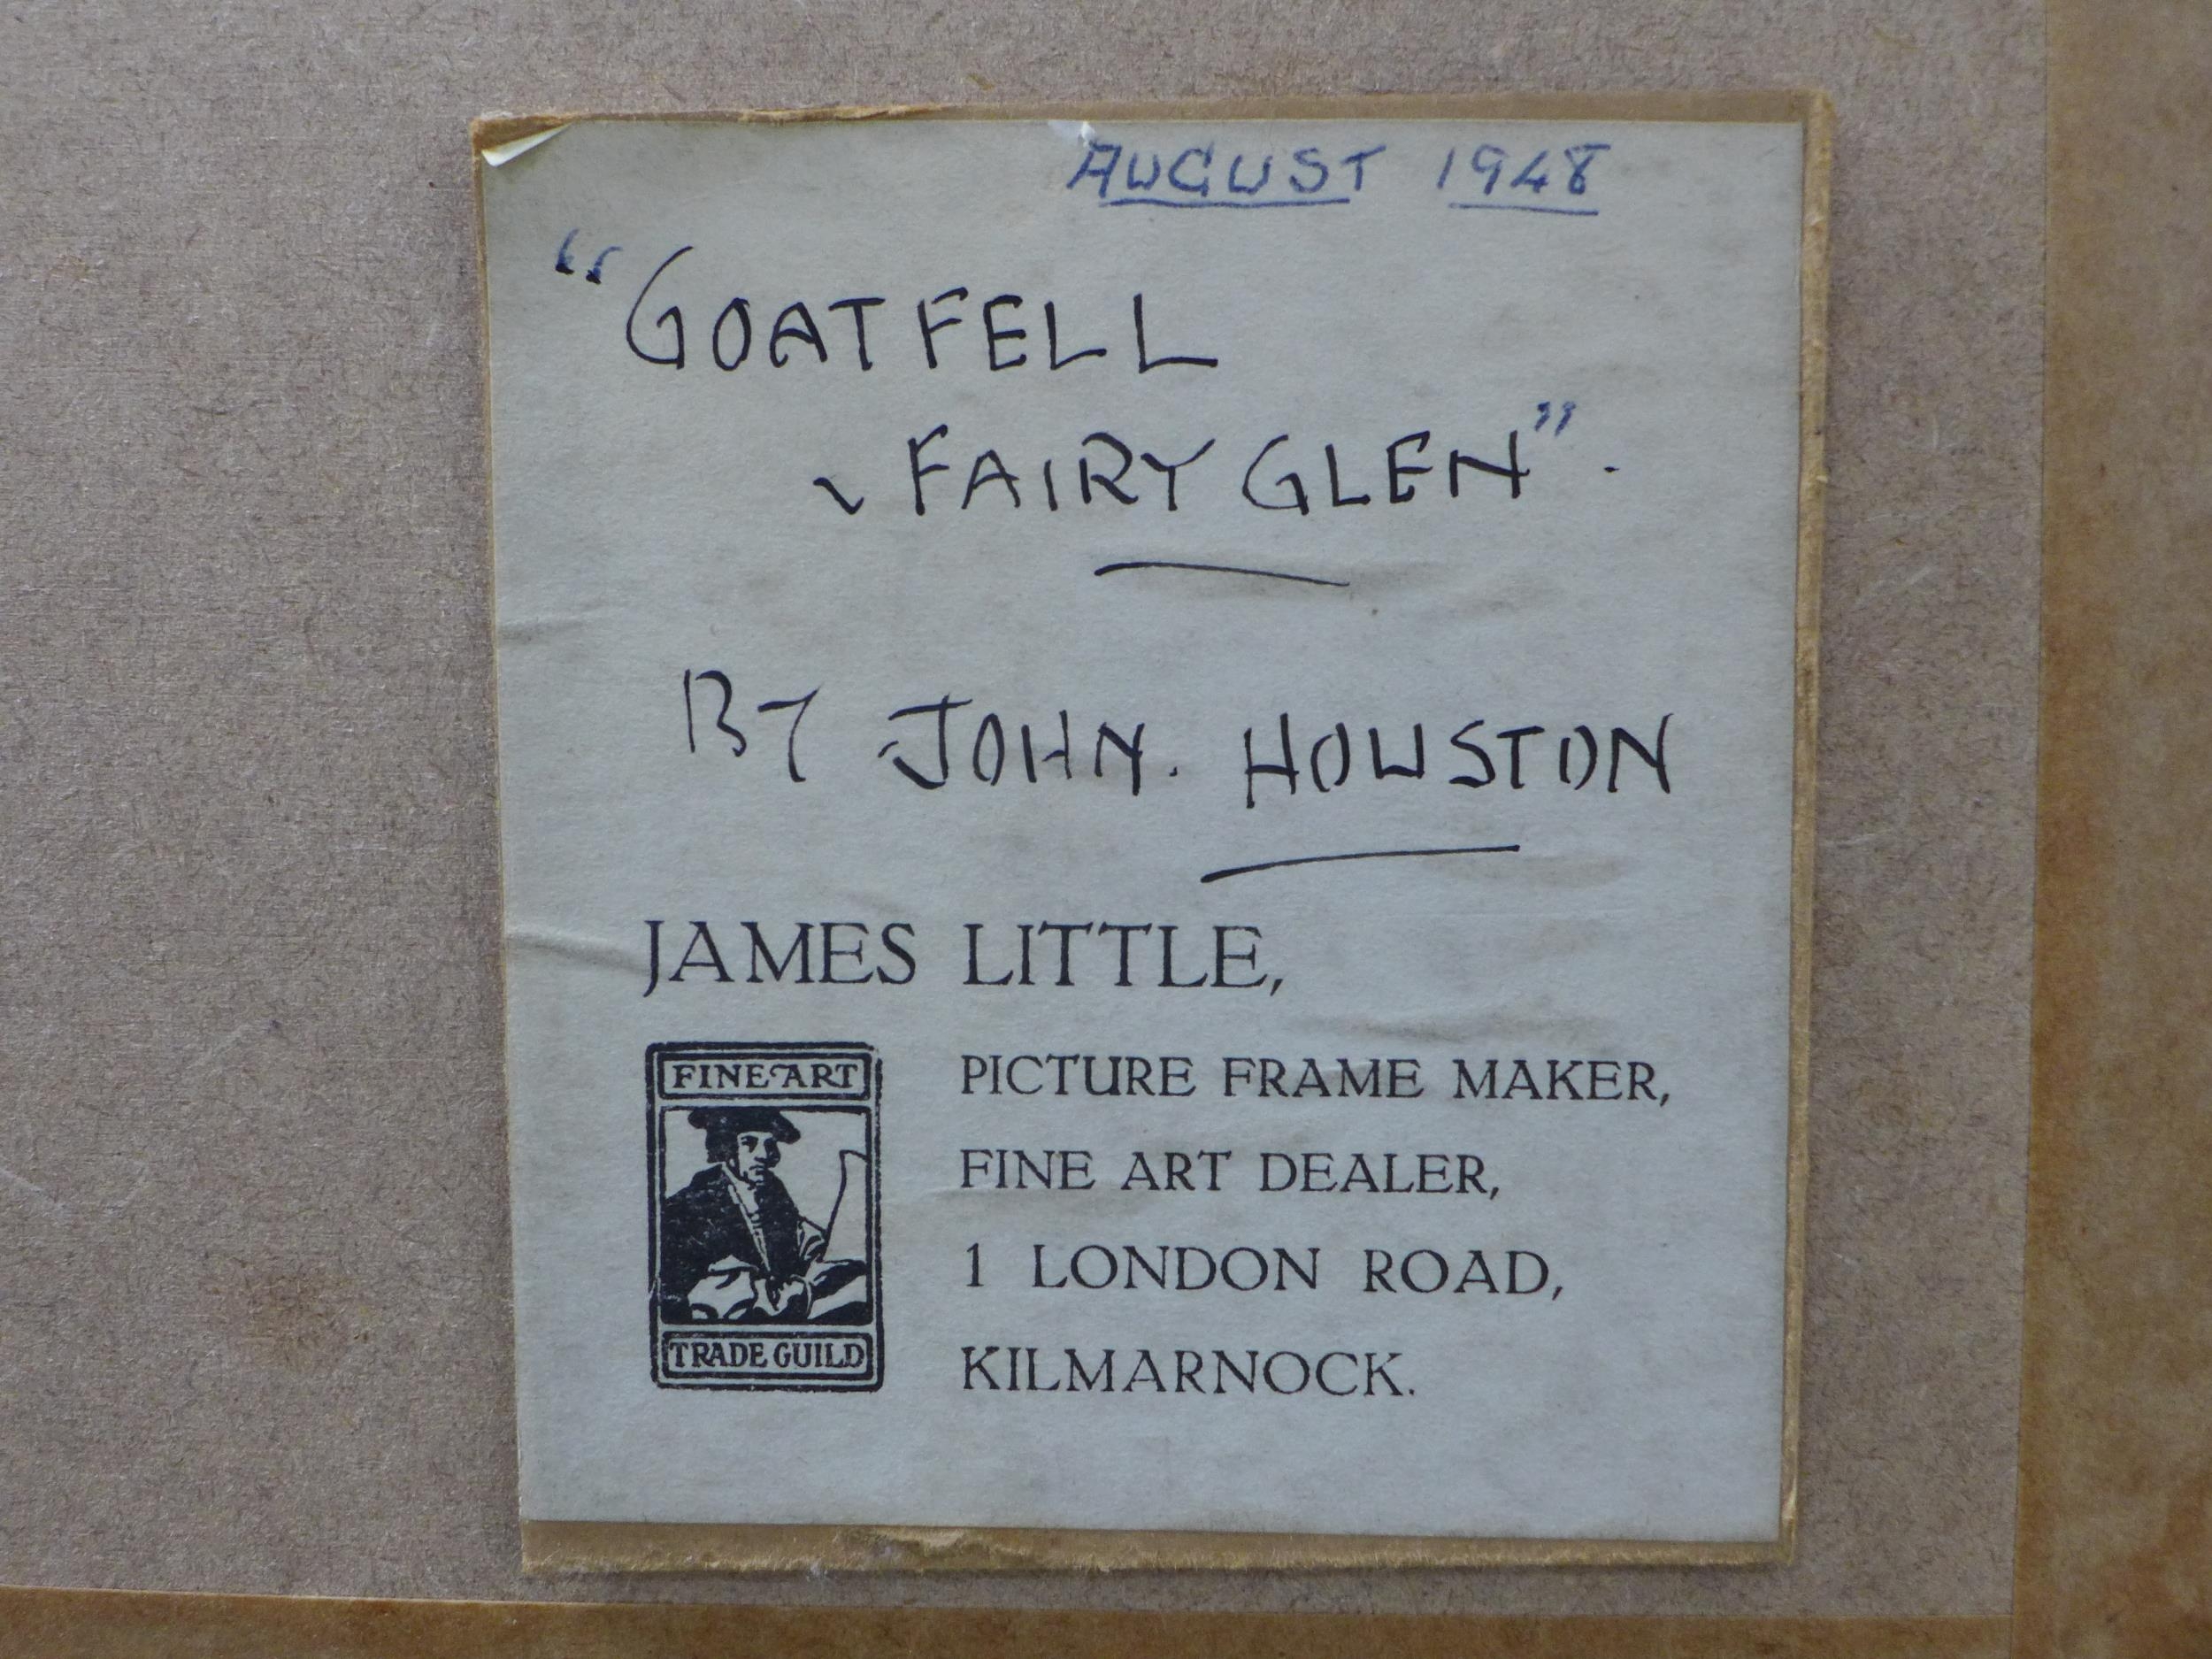 AUGUST 1948
"GOATFELL
FAIRY GLEN".
BY JOHN. HOUSTON
JAMES LITTLE,
FINE ART
TRADE GUILD
PICTURE FRAME MAKER,
FINE ART DEALER,
1 LONDON ROAD,
KILMARNOCK.